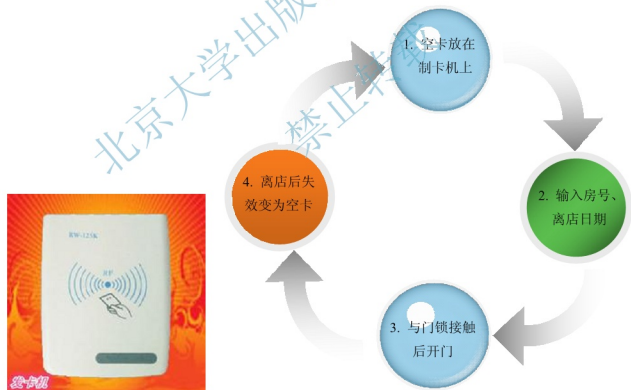 北京大学出版
禁止转载
1. 空卡放在
制卡机上
2. 输入房号、
离店日期
3. 与门锁接触
后开门
4. 离店后失
效变为空卡
RF
发卡机